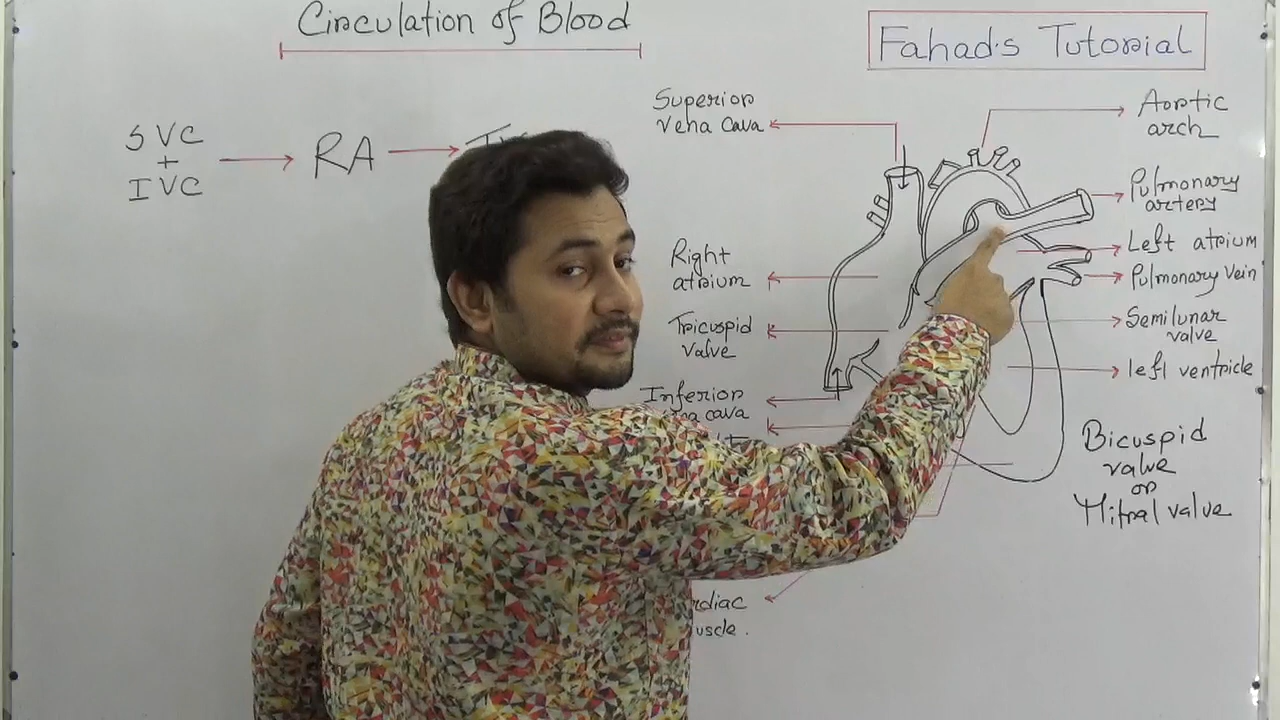 Circulation of Blood
Fahad's Tutorial
SVC
+
IVC
RA
Superior
vena cava
Right
atrium
Tricuspid
valve
Inferior
cava
Aortic
arch
Pulmonary
artery
Left atrium
Pulmonary vein
Semilunar
valve
left ventricle
Bicuspid
valve
or
Mitral valve